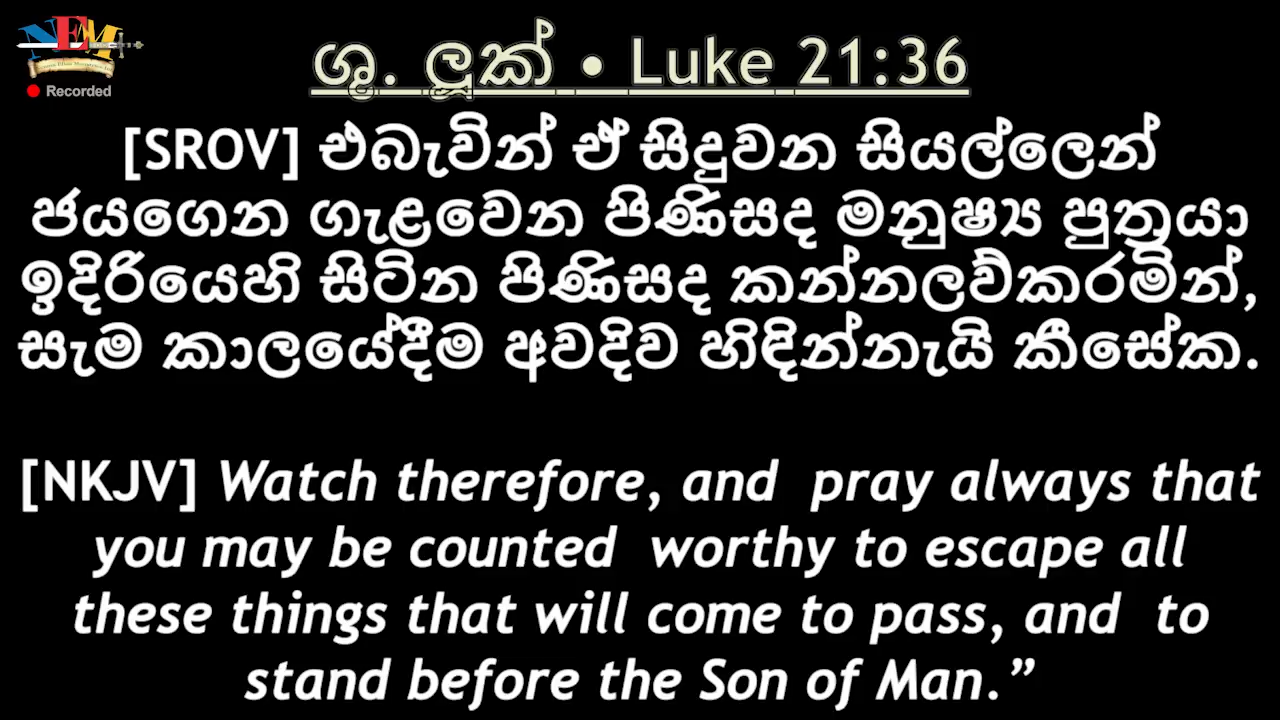 NEM
Recorded
ශු. ලූක් • Luke 21:36
[SROV] එබැවින් ඒ සිදුවන සියල්ලෙන්
ජයගෙන ගැළවෙන පිණිසද මනුෂ්‍ය පුත්‍රයා
ඉදිරියෙහි සිටින පිණිසද කන්නලව්කරමින්,
සැම කාලයේදීම අවදිව හිඳින්නැයි කීසේක.
[NKJV] Watch therefore, and pray always that
you may be counted worthy to escape all
these things that will come to pass, and to
stand before the Son of Man.”